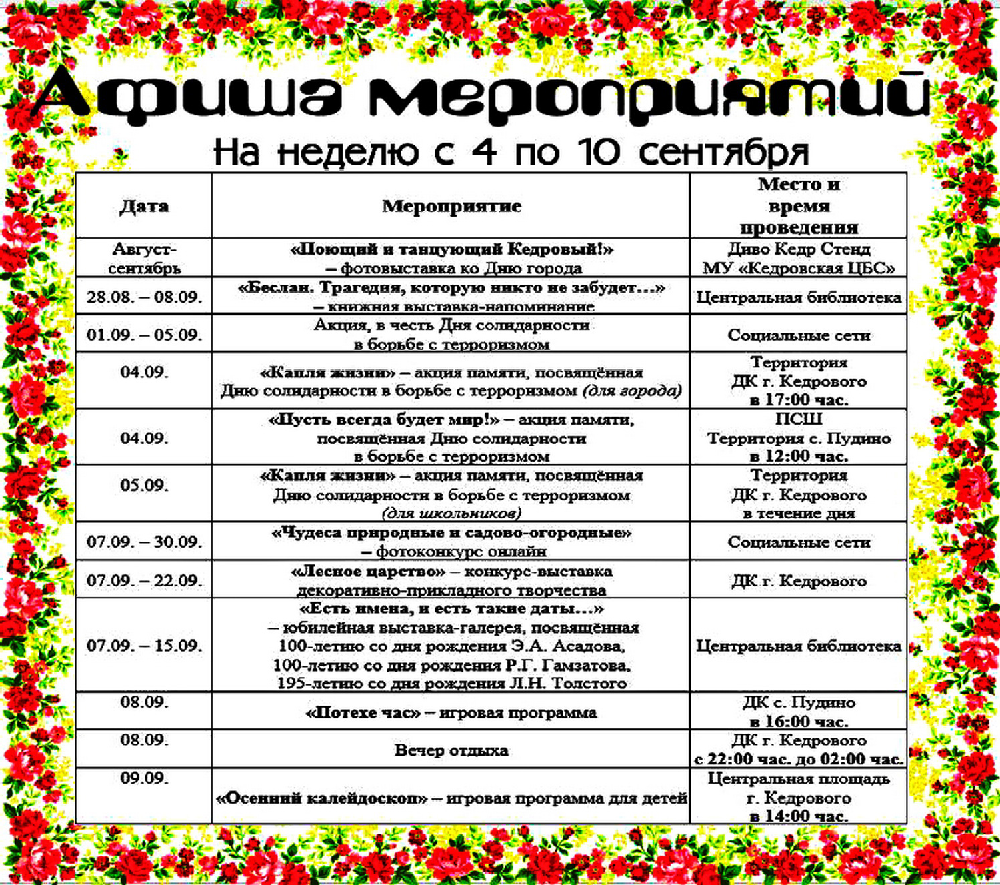 Афиша мероприятий
На неделю с 4 по 10 сентября
Дата
Мероприятие
Место и
время
проведения
Август-
сентябрь
«Поющий и танцующий Кедровый!»
– фотовыставка ко Дню города
Диво Кедр Стенд
МУ «Кедровская ЦБС»
28.08. – 08.09.
«Беслан. Трагедия, которую никто не забудет...»
– книжная выставка-напоминание
Центральная библиотека
01.09. – 05.09.
Акция, в честь Дня солидарности
в борьбе с терроризмом
Социальные сети
04.09.
«Капля жизни» – акция памяти, посвящённая
Дню солидарности в борьбе с терроризмом (для города)
Территория
ДК г. Кедрового
в 17:00 час.
04.09.
«Пусть всегда будет мир!» – акция памяти,
посвящённая Дню солидарности
в борьбе с терроризмом
ПСШ
Территория с. Пудино
в 12:00 час.
05.09.
«Капля жизни» – акция памяти, посвящённая
Дню солидарности в борьбе с терроризмом
(для школьников)
Территория
ДК г. Кедрового
в течение дня
07.09. – 30.09.
«Чудеса природные и садово-огородные»
– фотоконкурс онлайн
Социальные сети
07.09. – 22.09.
«Лесное царство» – конкурс-выставка
декоративно-прикладного творчества
ДК г. Кедрового
07.09. – 15.09.
«Есть имена, и есть такие даты...»
– юбилейная выставка-галерея, посвящённая
100-летию со дня рождения Э.А. Асадова,
100-летию со дня рождения Р.Г. Гамзатова,
195-летию со дня рождения Л.Н. Толстого
Центральная библиотека
08.09.
«Потехе час» – игровая программа
ДК с. Пудино
в 16:00 час.
08.09.
Вечер отдыха
ДК г. Кедрового
с 22:00 час. до 02:00 час.
09.09.
«Осенний калейдоскоп» – игровая программа для детей
Центральная площадь
г. Кедрового
в 14:00 час.